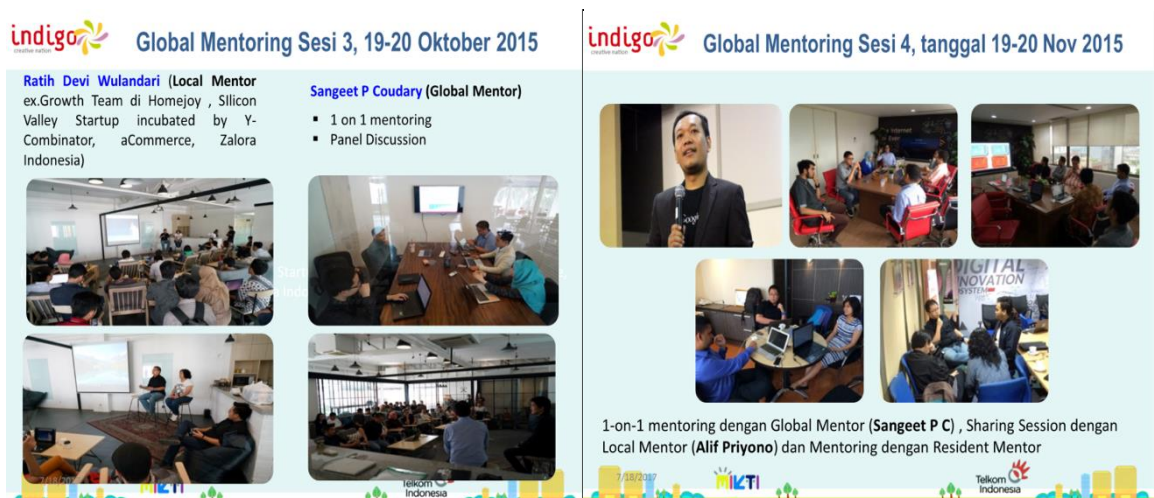 indigo
creative nation
Global Mentoring Sesi 3, 19-20 Oktober 2015
Ratih Devi Wulandari (Local Mentor
ex.Growth Team di Homejoy , SIlicon
Valley Startup incubated by Y-
Combinator, aCommerce, Zalora
Indonesia)
Sangeet P Coudary (Global Mentor)
▪ 1 on 1 mentoring
▪ Panel Discussion
Telkom
Indonesia
indigo
creative nation
Global Mentoring Sesi 4, tanggal 19-20 Nov 2015
DIGITAL
INNOVATION
1-on-1 mentoring dengan Global Mentor (Sangeet P C) , Sharing Session dengan
Local Mentor (Alif Priyono) dan Mentoring dengan Resident Mentor
7/18/2017
MIKTI
Telkom
Indonesia